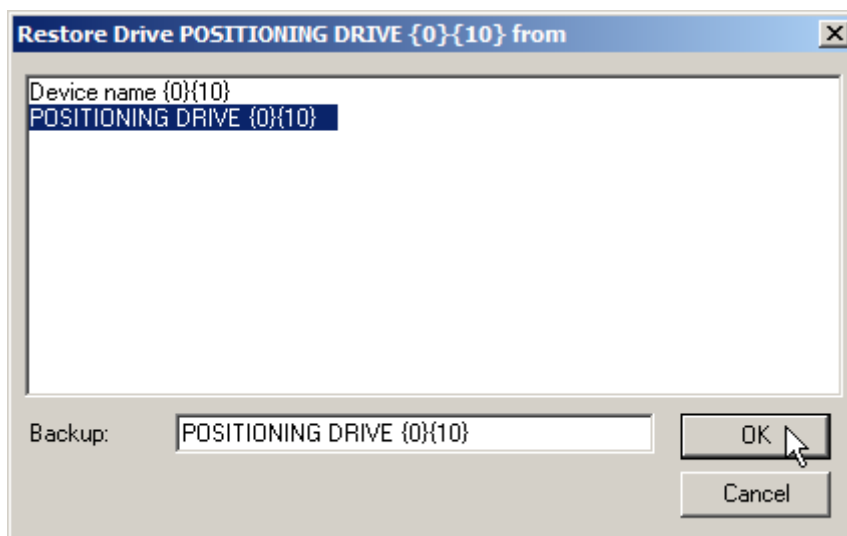 Restore Drive POSITIONING DRIVE {0}{10} from
Device name {0}{10}
POSITIONING DRIVE {0}{10}
Backup: POSITIONING DRIVE {0}{10}
OK
Cancel